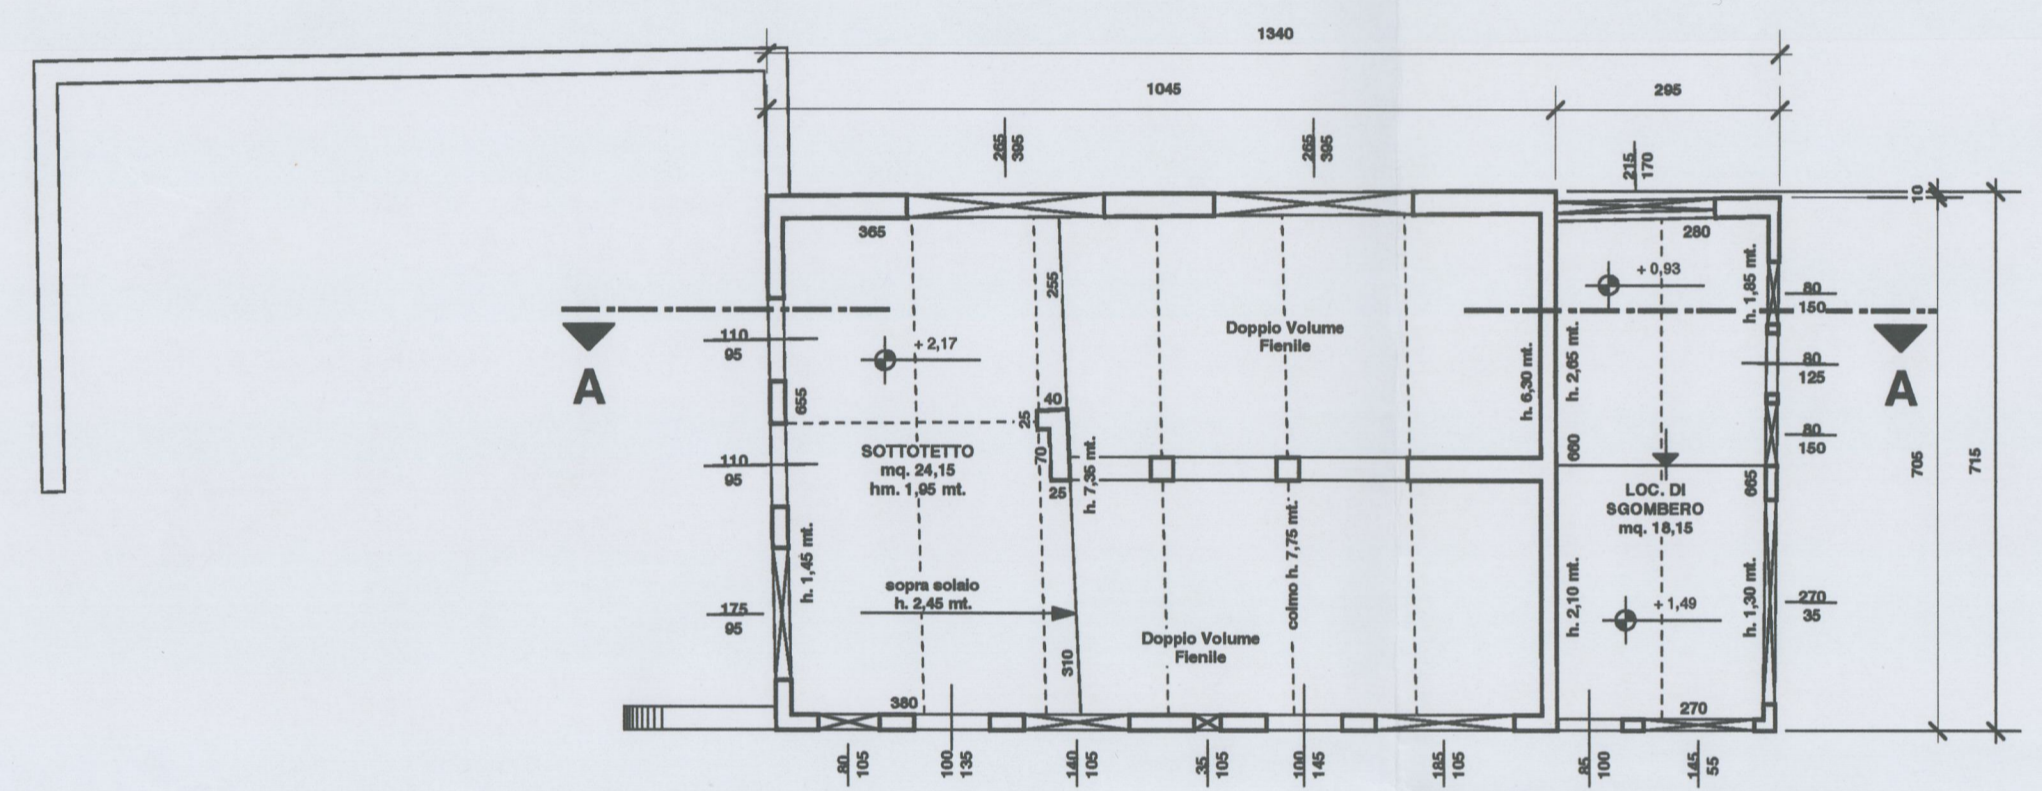 1340
1045
295
265
395
265
395
215
170
10
365
280
255
+ 0,93
h. 1,85 mt.
80
150
Doppio Volume
Fienile
110
95
+ 2,17
h. 6,30 mt.
h. 2,65 mt.
80
125
A
A
655
40
25
70
25
h. 7,35 mt.
SOTTOTETTO
mq. 24,15
hm. 1,95 mt.
110
95
660
80
150
705
715
665
LOC. DI
SGOMBERO
mq. 18,15
h. 1,45 mt.
colmo h. 7,75 mt.
sopra solaio
h. 2,45 mt.
175
95
h. 2,10 mt.
+ 1,49
h. 1,30 mt.
270
35
Doppio Volume
Fienile
310
380
270
80
105
100
135
140
105
35
105
100
145
185
105
85
100
145
55